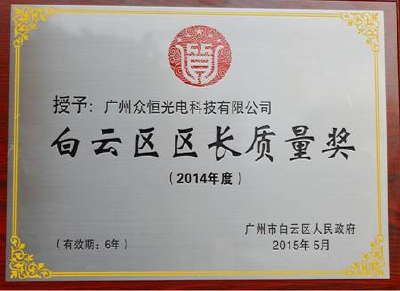 授予：广州众恒光电科技有限公司
白云区区长质量奖
（2014年度）
广州市白云区人民政府
（有效期：6年）
2015年5月